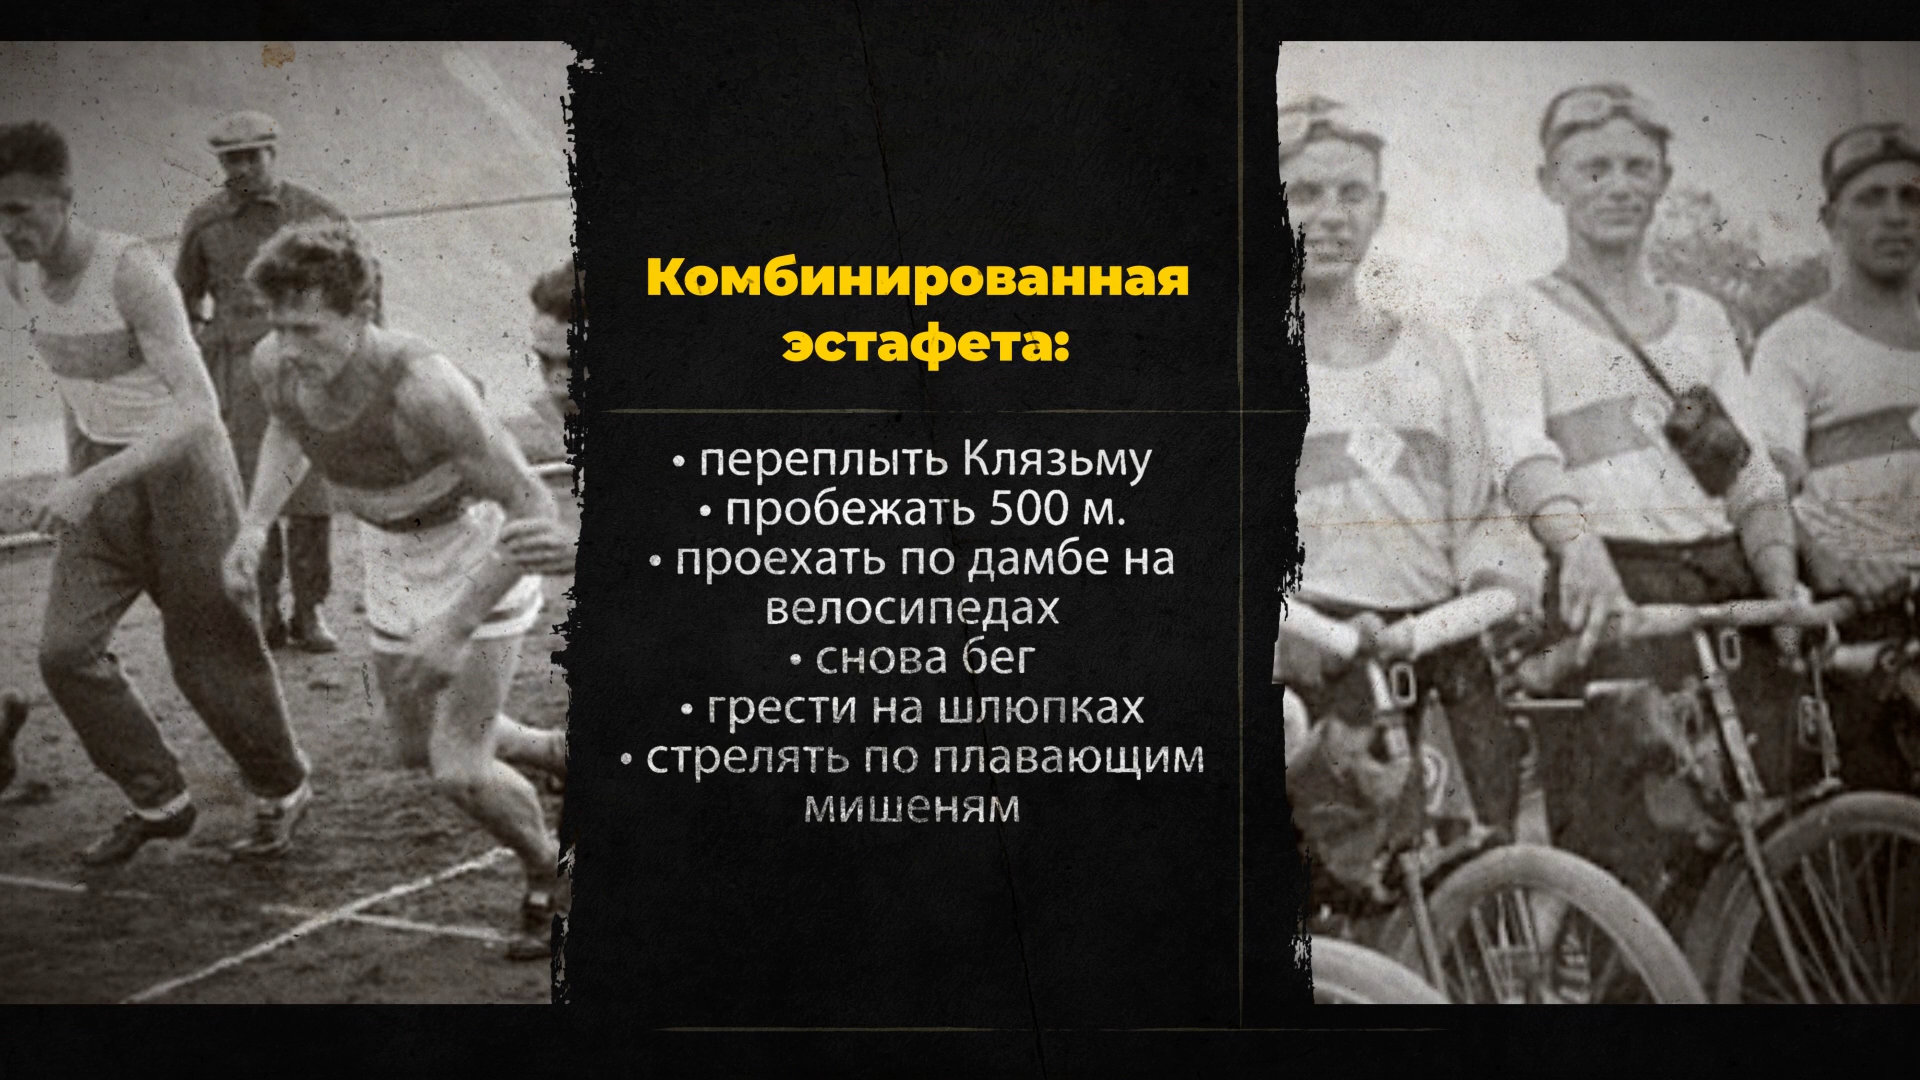 Комбинированная
эстафета:
• переплыть Клязьму
• пробежать 500 м.
• проехать по дамбе на
велосипедах
• снова бег
• грести на шлюпках
• стрелять по плавающим
мишеням